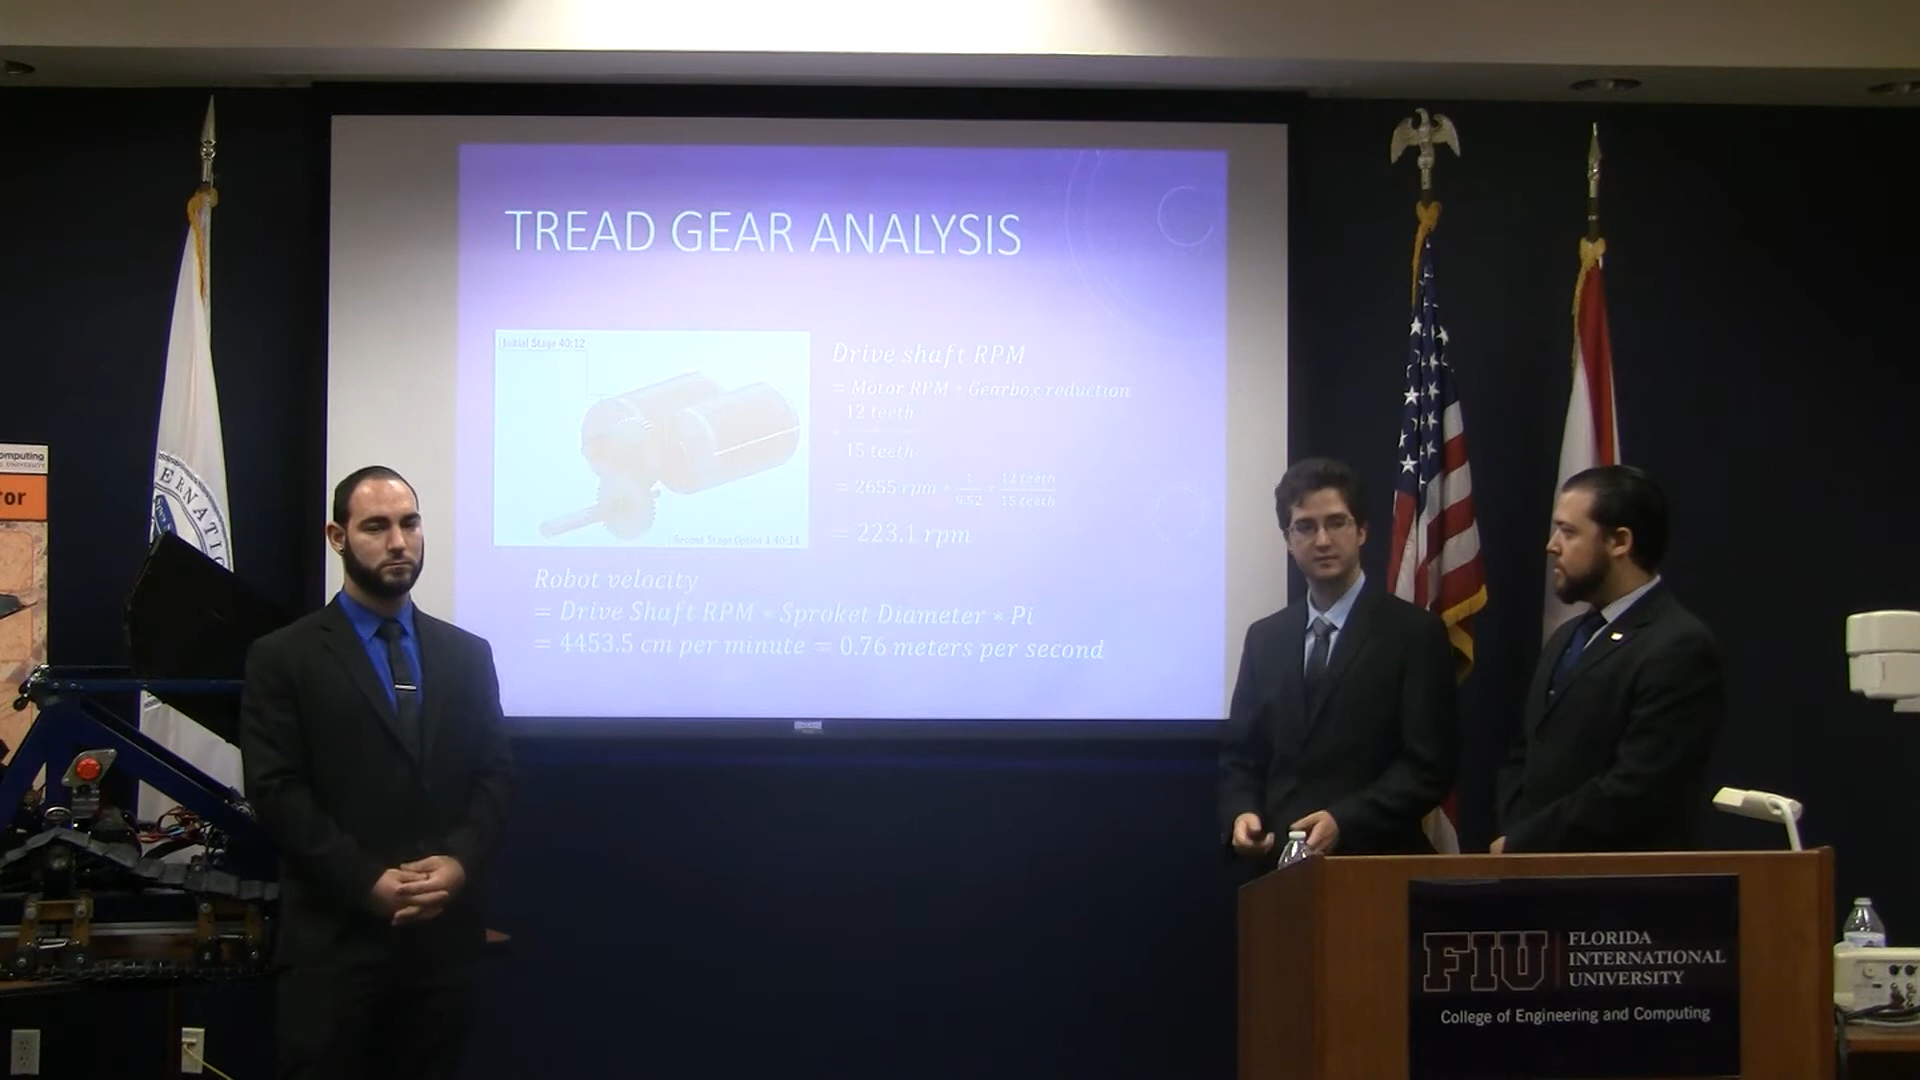 TREAD GEAR ANALYSIS
Initial Stage 40:12
Second Stage Option 1 40:14
Drive shaft RPM
= Motor RPM * Gearbox reduction
* 12 teeth
15 teeth
= 2655 rpm * 1/9.52 * 12 teeth/15 teeth
= 223.1 rpm
Robot velocity
= Drive Shaft RPM * Sproket Diameter * Pi
= 4453.5 cm per minute = 0.76 meters per second
omputing
tor
ERNATIO
FIU
FLORIDA
INTERNATIONAL
UNIVERSITY
College of Engineering and Computing